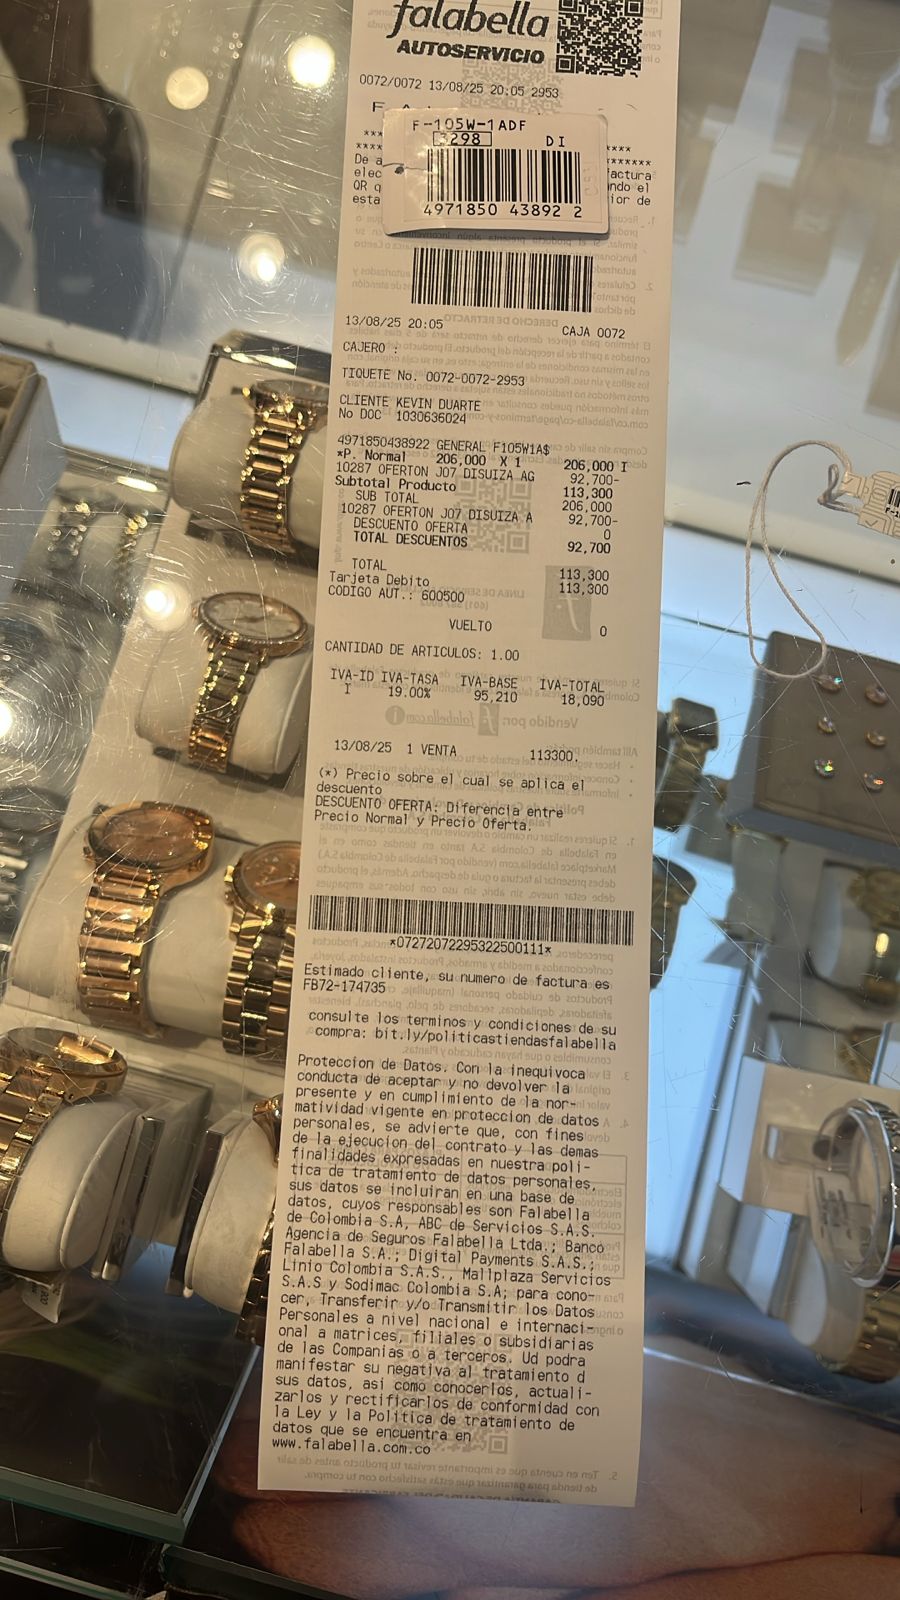 falabella
AUTOSERVICIO
0072/0072 13/08/25 20:05 2953
F-105W-1ADF
3298 DI
4971850 43892 2
De a
elec factura
QR q ndo el
esta ior de
13/08/25 20:05 CAJA 0072
CAJERO :
TIQUETE No. 0072-0072-2953
CLIENTE KEVIN DUARTE
No DOC 1030636024
4971850438922 GENERAL F105W1A$
*P. Normal 206,000 X 1 206,000 I
10287 OFERTON J07 DISUIZA AG 92,700-
Subtotal Producto 113,300
SUB TOTAL 206,000
10287 OFERTON J07 DISUIZA A 92,700-
DESCUENTO OFERTA 0
TOTAL DESCUENTOS 92,700
TOTAL 113,300
Tarjeta Debito 113,300
CODIGO AUT.: 600500
VUELTO 0
CANTIDAD DE ARTICULOS: 1.00
IVA-ID IVA-TASA IVA-BASE IVA-TOTAL
I 19.00% 95,210 18,090
13/08/25 1 VENTA 113300.
(*) Precio sobre el cual se aplica el
descuento
DESCUENTO OFERTA: Diferencia entre
Precio Normal y Precio Oferta.
*07272072295322500111*
Estimado cliente, su numero de factura es
FB72-174735
consulte los terminos y condiciones de su
compra: bit.ly/politicastiendasfalabella
Proteccion de Datos. Con la inequivoca
conducta de aceptar y no devolver la
presente y en cumplimiento de la nor-
matividad vigente en proteccion de datos
personales, se advierte que, con fines
de la ejecucion del contrato y las demas
finalidades expresadas en nuestra poli-
tica de tratamiento de datos personales,
sus datos se incluiran en una base de
datos, cuyos responsables son Falabella
de Colombia S.A, ABC de Servicios S.A.S.
Agencia de Seguros Falabella Ltda.; Banco
Falabella S.A.; Digital Payments S.A.S.;
Linio Colombia S.A.S., Mallplaza Servicios
S.A.S y Sodimac Colombia S.A; para cono-
cer, Transferir y/o Transmitir los Datos
Personales a nivel nacional e internaci-
onal a matrices, filiales o subsidiarias
de las Companias o a terceros. Ud podra
manifestar su negativa al tratamiento d
sus datos, asi como conocerlos, actuali-
zarlos y rectificarlos de conformidad con
la Ley y la Politica de tratamiento de
datos que se encuentra en
www.falabella.com.co